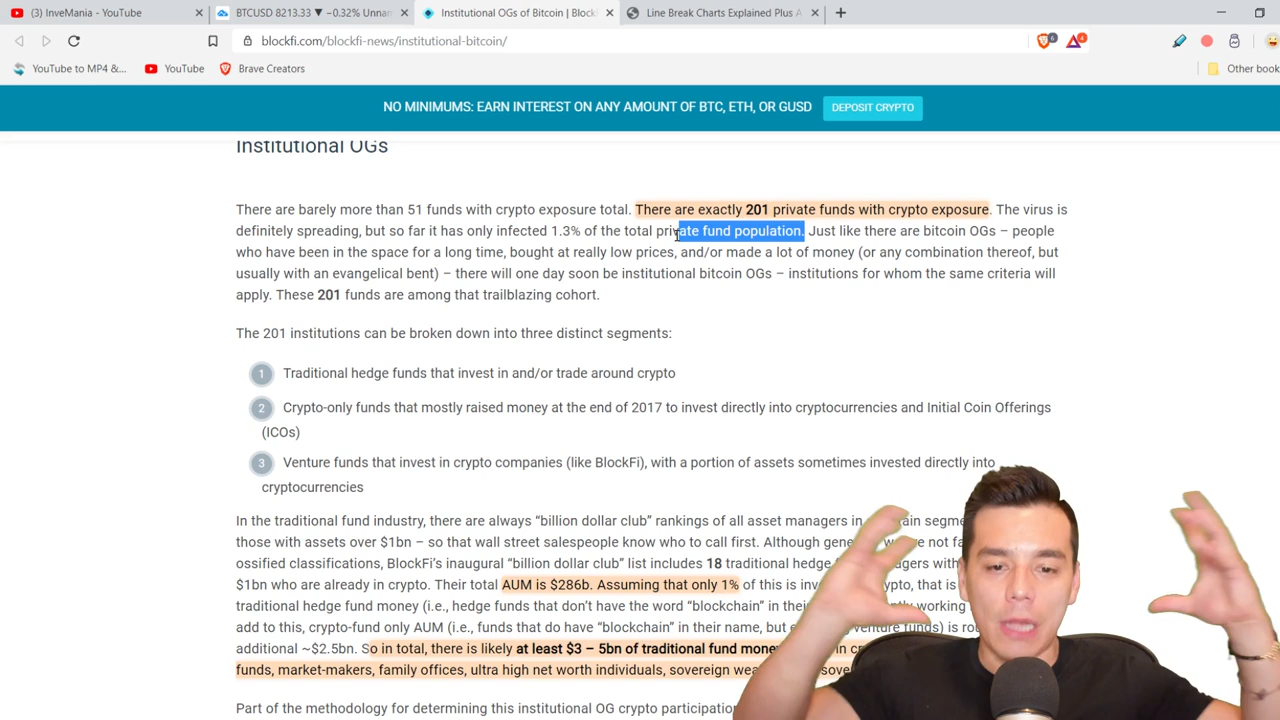 (3) InveMania - YouTube
BTCUSD 8213.33 ▼ −0.32% Unnan
Institutional OGs of Bitcoin | BlockF
Line Break Charts Explained Plus A
blockfi.com/blockfi-news/institutional-bitcoin/
6
4
YouTube to MP4 &...
YouTube
Brave Creators
Other book
NO MINIMUMS: EARN INTEREST ON ANY AMOUNT OF BTC, ETH, OR GUSD
DEPOSIT CRYPTO
Institutional OGs
There are barely more than 51 funds with crypto exposure total. There are exactly 201 private funds with crypto exposure. The virus is
definitely spreading, but so far it has only infected 1.3% of the total private fund population. Just like there are bitcoin OGs – people
who have been in the space for a long time, bought at really low prices, and/or made a lot of money (or any combination thereof, but
usually with an evangelical bent) – there will one day soon be institutional bitcoin OGs – institutions for whom the same criteria will
apply. These 201 funds are among that trailblazing cohort.
The 201 institutions can be broken down into three distinct segments:
1 Traditional hedge funds that invest in and/or trade around crypto
2 Crypto-only funds that mostly raised money at the end of 2017 to invest directly into cryptocurrencies and Initial Coin Offerings
(ICOs)
3 Venture funds that invest in crypto companies (like BlockFi), with a portion of assets sometimes invested directly into
cryptocurrencies
In the traditional fund industry, there are always “billion dollar club” rankings of all asset managers in
those with assets over $1bn – so that wall street salespeople know who to call first. Although
ossified classifications, BlockFi's inaugural “billion dollar club” list includes 18 traditional hedge
$1bn who are already in crypto. Their total AUM is $286b. Assuming that only 1% of this is
traditional hedge fund money (i.e., hedge funds that don't have the word “blockchain” in their
add to this, crypto-fund only AUM (i.e., funds that do have “blockchain” in their name, but
additional ~$2.5bn. So in total, there is likely at least $3 – 5bn of traditional fund money
funds, market-makers, family offices, ultra high net worth individuals, sovereign
Part of the methodology for determining this institutional OG crypto